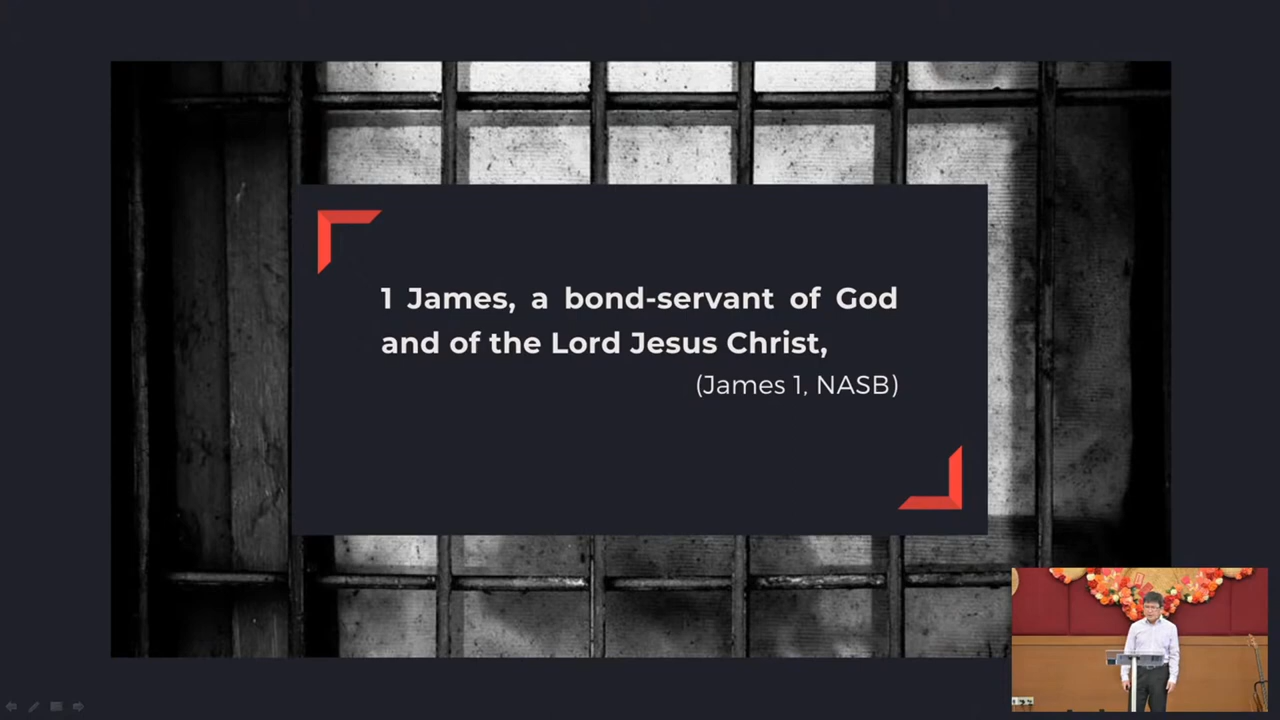 1 James, a bond-servant of God
and of the Lord Jesus Christ,
(James 1, NASB)